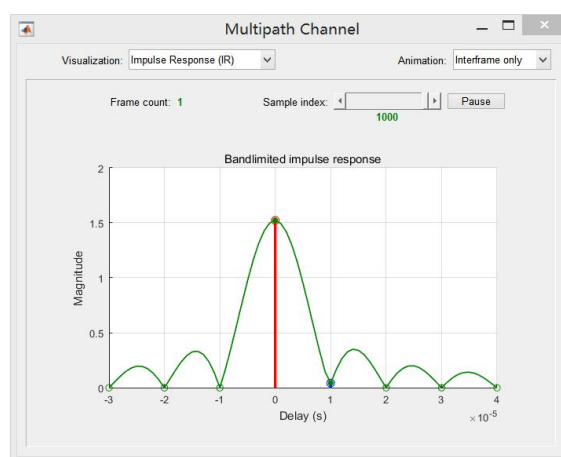 Multipath Channel
Visualization: Impulse Response (IR) Animation: Interframe only
Frame count: 1 Sample index: Pause
1000
Bandlimited impulse response
2
1.5
1
0.5
0
Magnitude
-3 -2 -1 0 1 2 3 4
Delay (s) ×10^-5